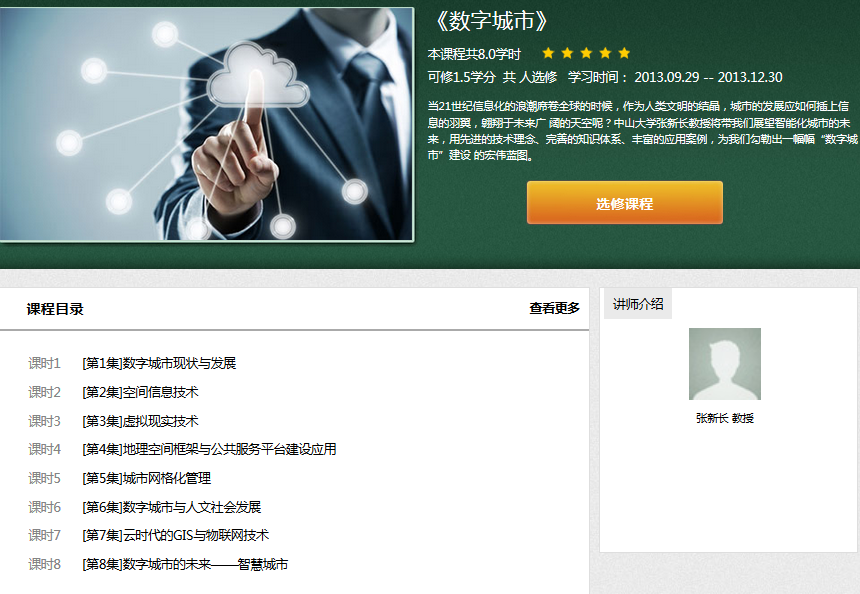 《数字城市》
本课程共8.0学时
可修1.5学分 共 人选修 学习时间： 2013.09.29 -- 2013.12.30
当21世纪信息化的浪潮席卷全球的时候，作为人类文明的结晶，城市的发展应如何插上信
息的羽翼，翱翔于未来广 阔的天空呢？中山大学张新长教授将带我们展望智能化城市的未
来，用先进的技术理念、完善的知识体系、丰富的应用案例，为我们勾勒出一幅幅“数字城
市”建设 的宏伟蓝图。
选修课程
课程目录 查看更多
课时1 [第1集]数字城市现状与发展
课时2 [第2集]空间信息技术
课时3 [第3集]虚拟现实技术
课时4 [第4集]地理空间框架与公共服务平台建设应用
课时5 [第5集]城市网格化管理
课时6 [第6集]数字城市与人文社会发展
课时7 [第7集]云时代的GIS与物联网技术
课时8 [第8集]数字城市的未来——智慧城市
讲师介绍
张新长 教授